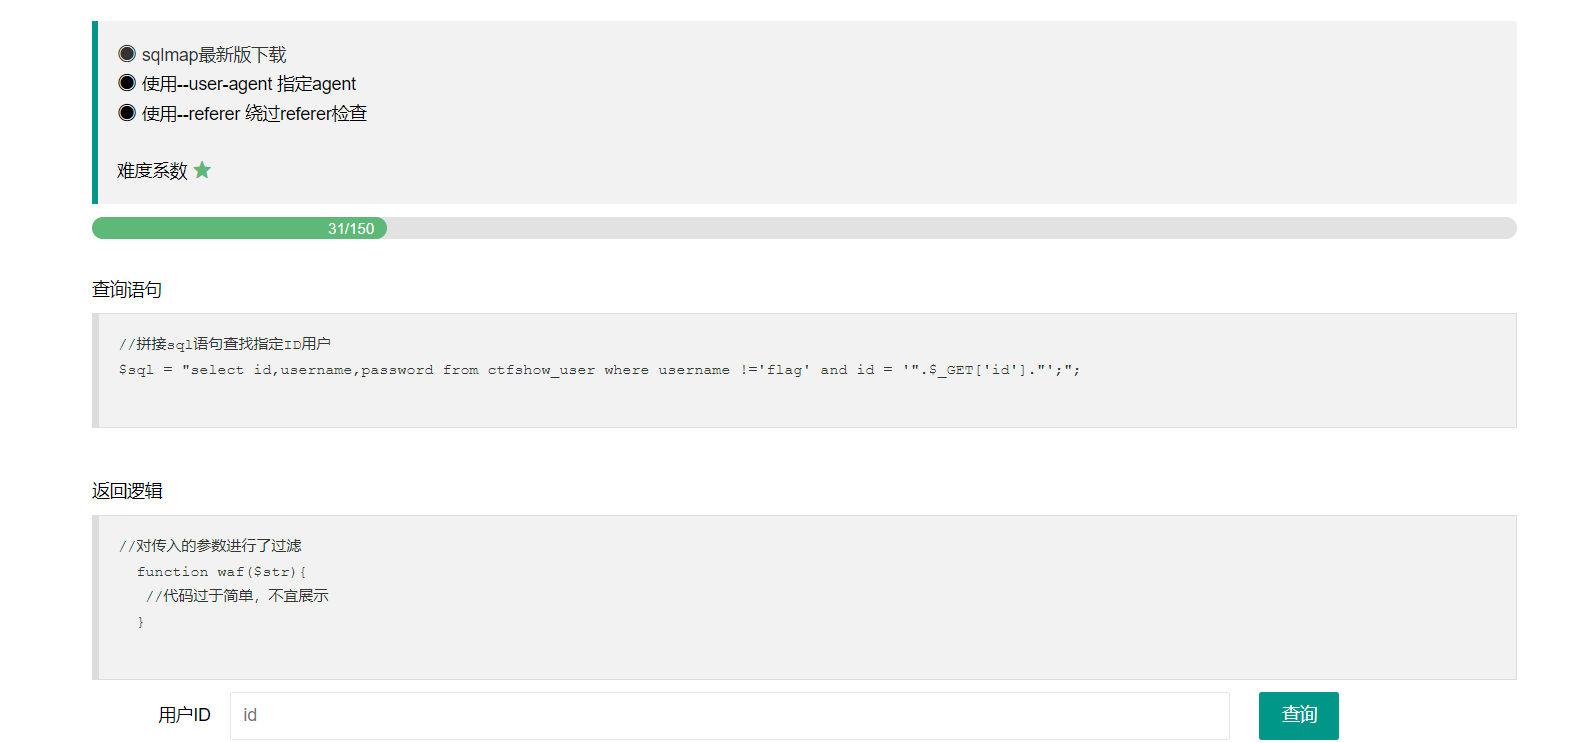 sqlmap最新版下载
使用--user-agent 指定agent
使用--referer 绕过referer检查
难度系数
31/150
查询语句
//拼接sql语句查找指定ID用户
$sql = "select id,username,password from ctfshow_user where username !='flag' and id = '".$_GET['id']."';";
返回逻辑
//对传入的参数进行了过滤
function waf($str){
//代码过于简单，不宜展示
}
用户ID id 查询